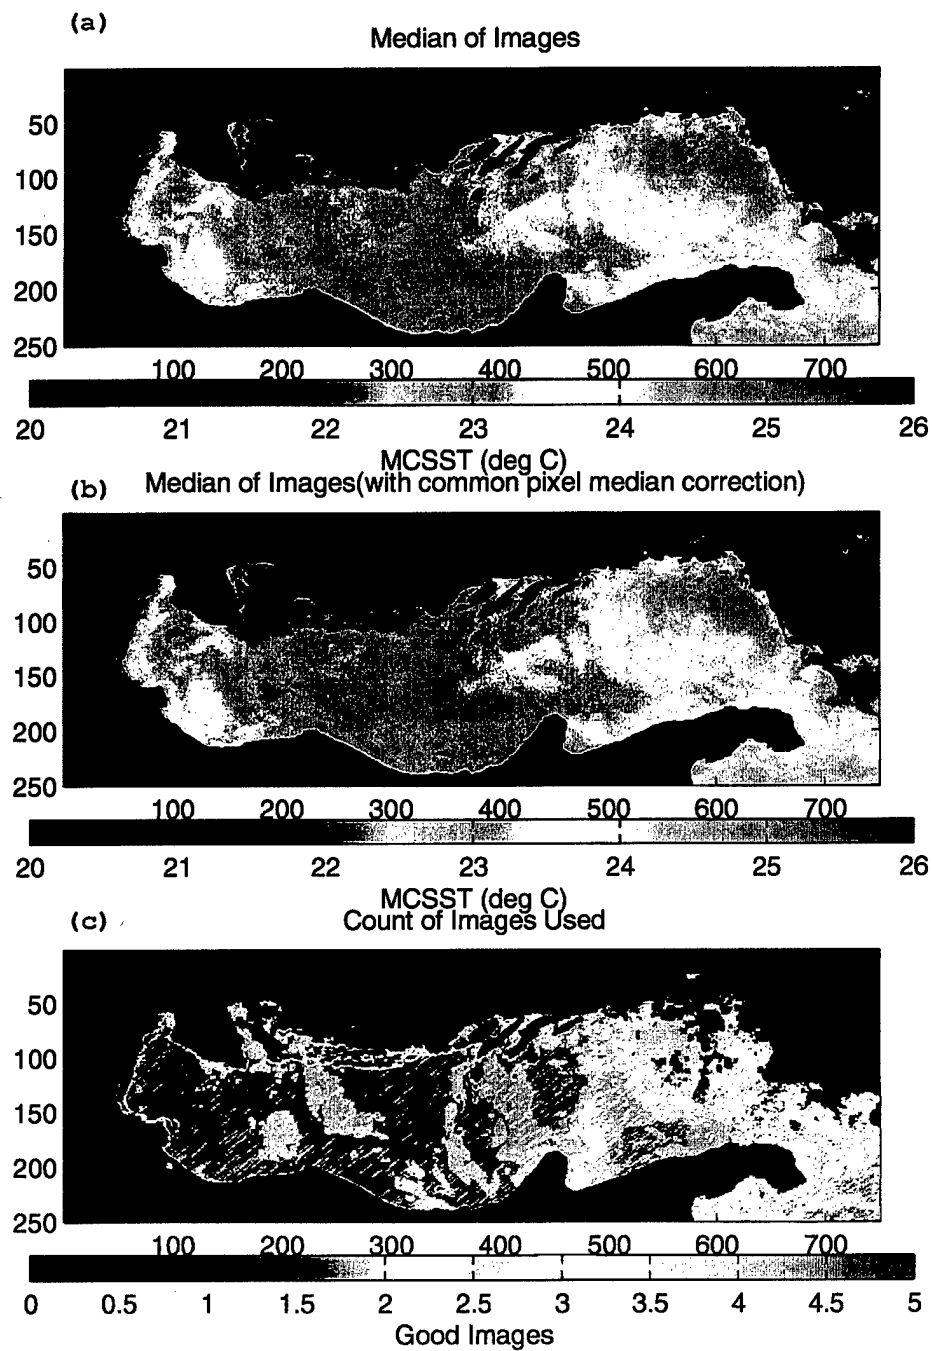 (a)
Median of Images
50
100
150
200
250
100 200 300 400 500 600 700
20 21 22 23 24 25 26
MCSST (deg C)
(b) Median of Images(with common pixel median correction)
50
100
150
200
250
100 200 300 400 500 600 700
20 21 22 23 24 25 26
MCSST (deg C)
(c) Count of Images Used
50
100
150
200
250
100 200 300 400 500 600 700
0 0.5 1 1.5 2 2.5 3 3.5 4 4.5 5
Good Images